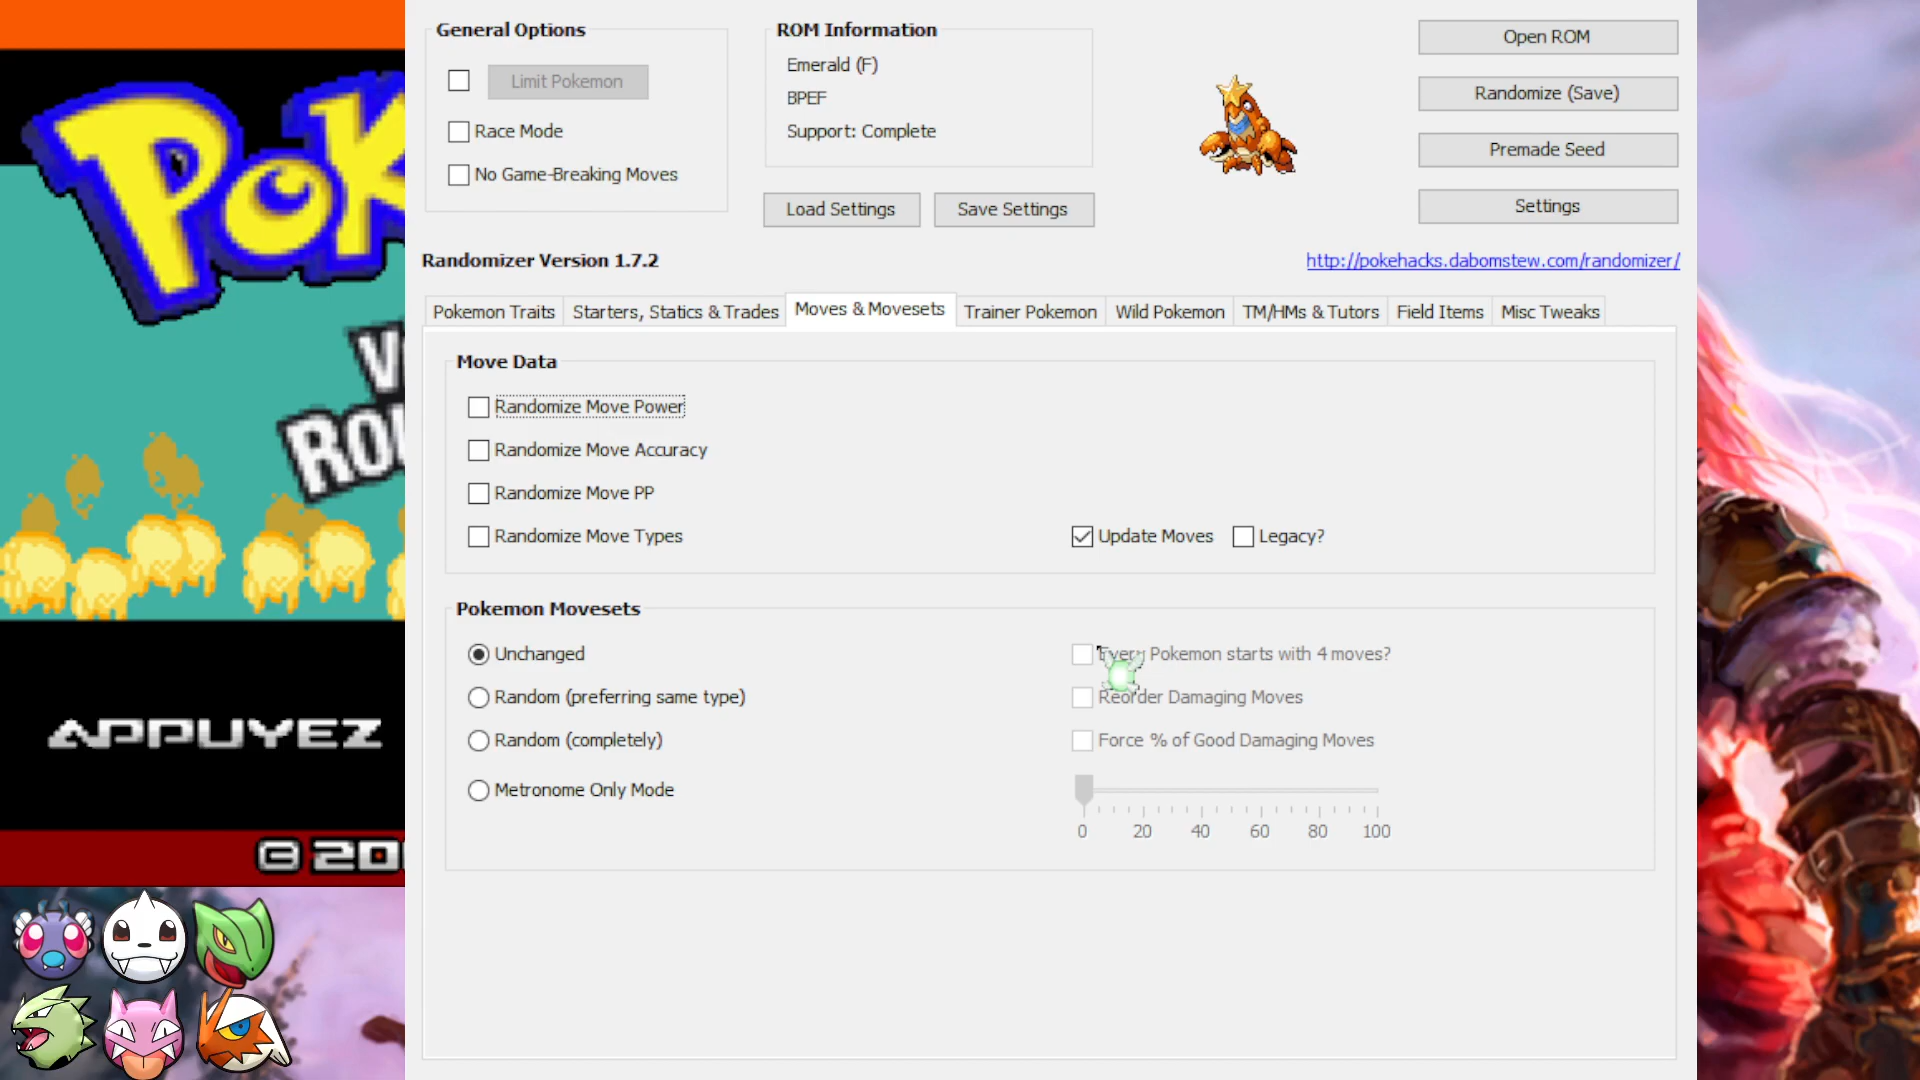 General Options
Limit Pokemon
Race Mode
No Game-Breaking Moves
ROM Information
Emerald (F)
BPEF
Support: Complete
Load Settings
Save Settings
Open ROM
Randomize (Save)
Premade Seed
Settings
Randomizer Version 1.7.2
http://pokehacks.dabomstew.com/randomizer/
Pokemon Traits
Starters, Statics & Trades
Moves & Movesets
Trainer Pokemon
Wild Pokemon
TM/HMs & Tutors
Field Items
Misc Tweaks
Move Data
Randomize Move Power
Randomize Move Accuracy
Randomize Move PP
Randomize Move Types
Update Moves
Legacy?
Pokemon Movesets
Unchanged
Random (preferring same type)
Random (completely)
Metronome Only Mode
Every Pokemon starts with 4 moves?
Reorder Damaging Moves
Force % of Good Damaging Moves
0 20 40 60 80 100
POK
APPUYEZ